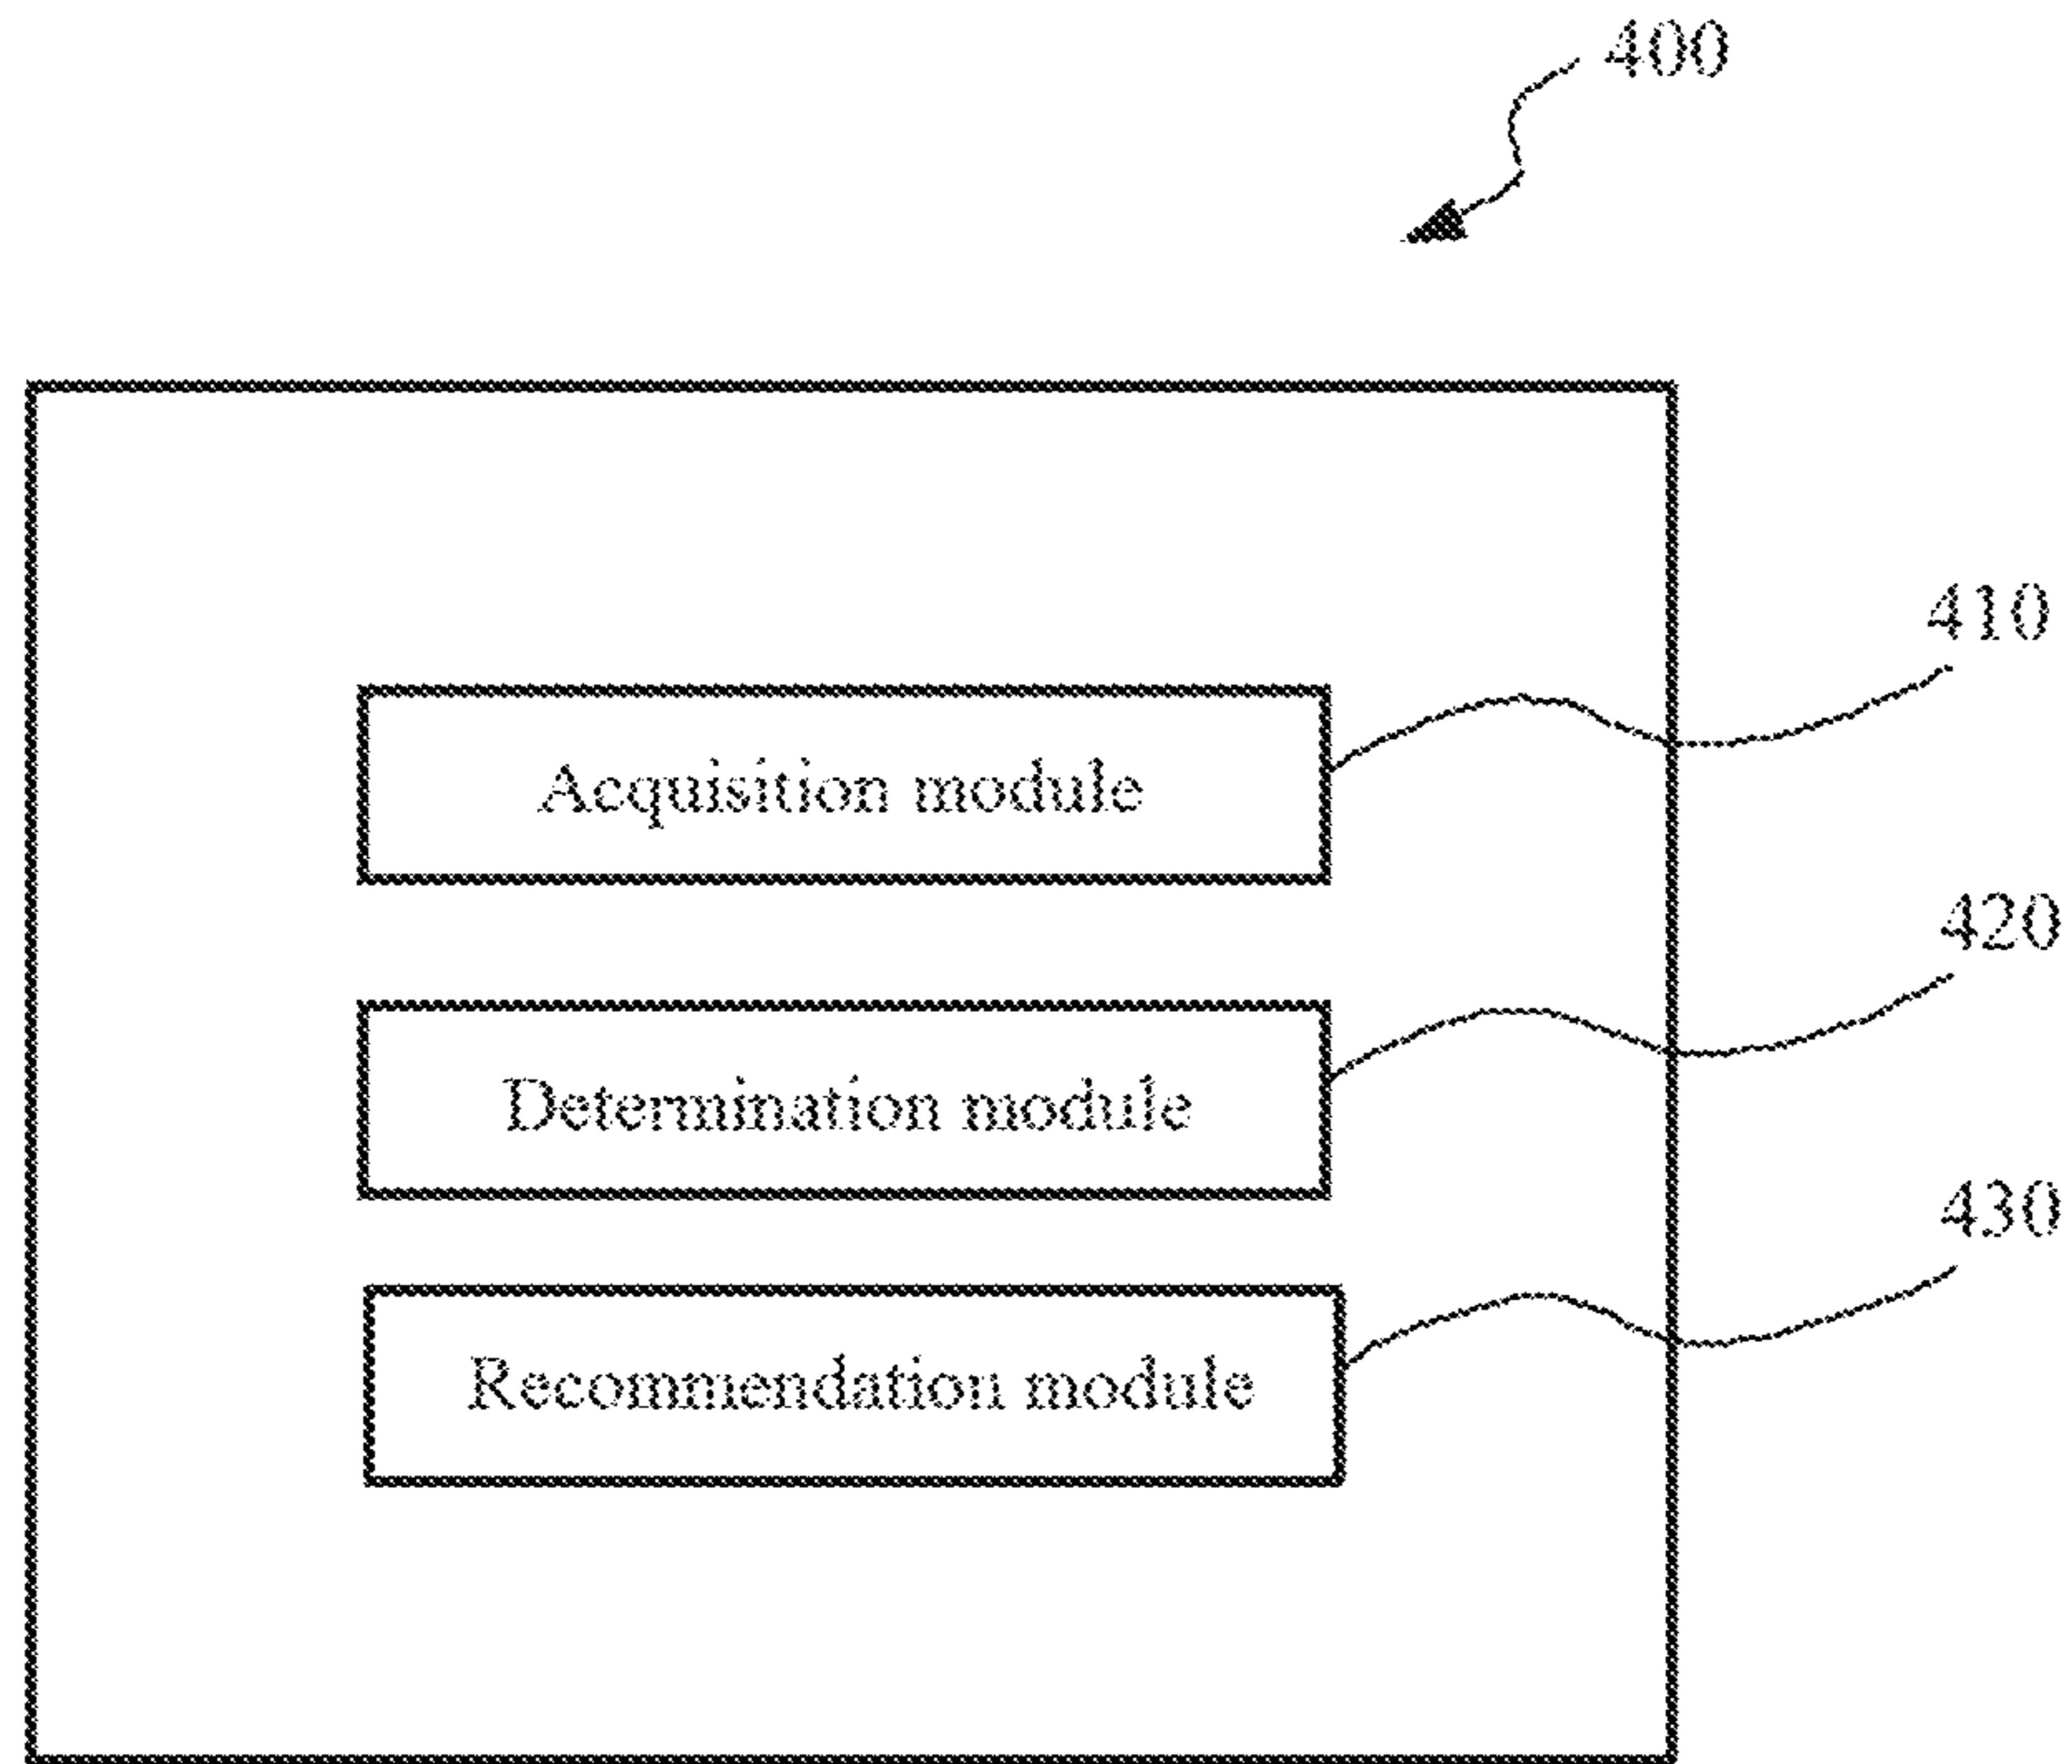 400
410
Acquisition module
420
Determination module
430
Recommendation module